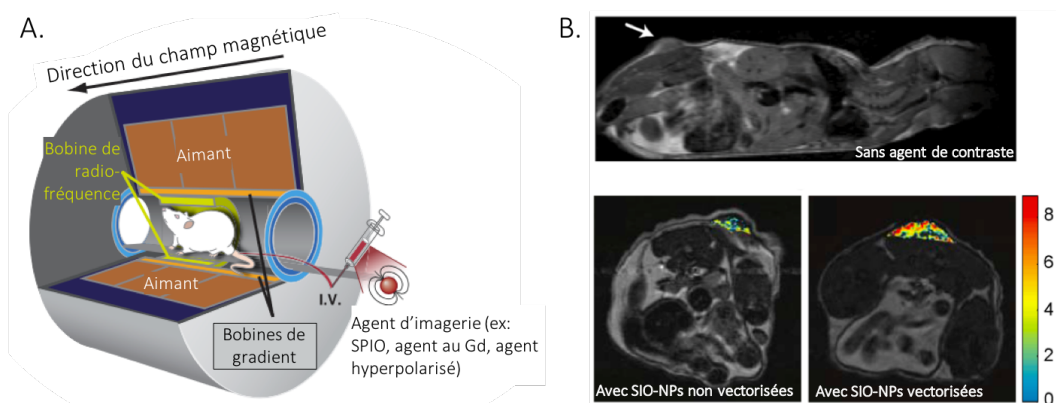 A.
Direction du champ magnétique
Aimant
Bobine de
radio-
fréquence
Aimant
I.V.
Bobines de
gradient
Agent d'imagerie (ex:
SPIO, agent au Gd, agent
hyperpolarisé)
B.
Sans agent de contraste
Avec SIO-NPs non vectorisées
Avec SIO-NPs vectorisées
8
6
4
2
0